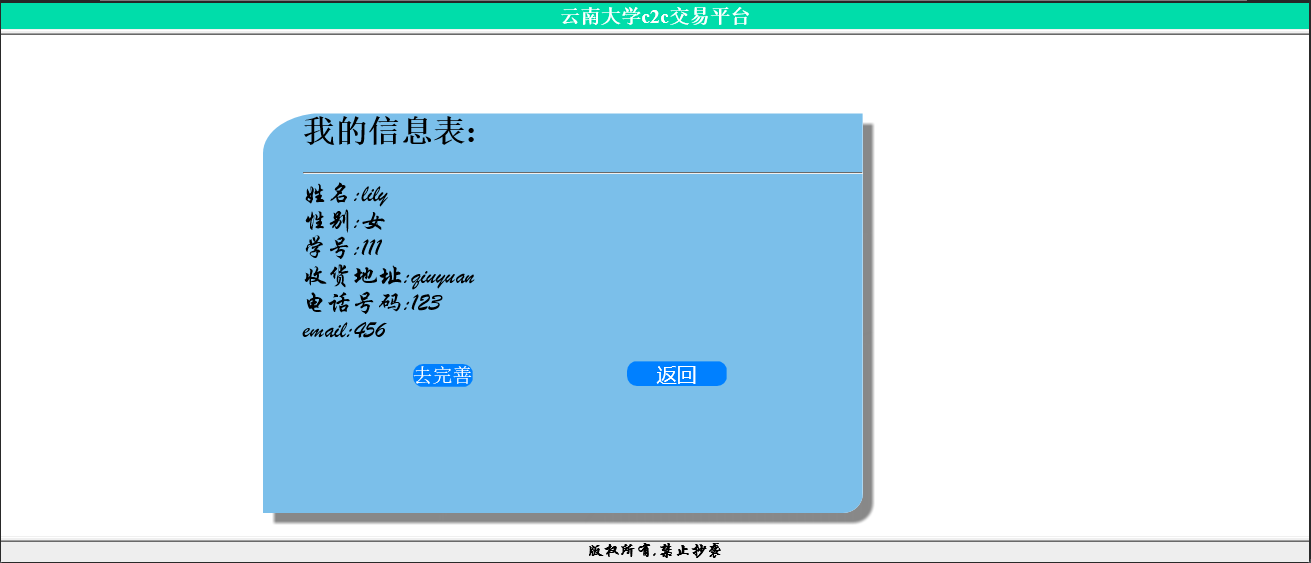 云南大学c2c交易平台
我的信息表:
姓名:lily
性别:女
学号:111
收货地址:qiuyuan
电话号码:123
email:456
去完善
返回
版权所有,禁止抄袭